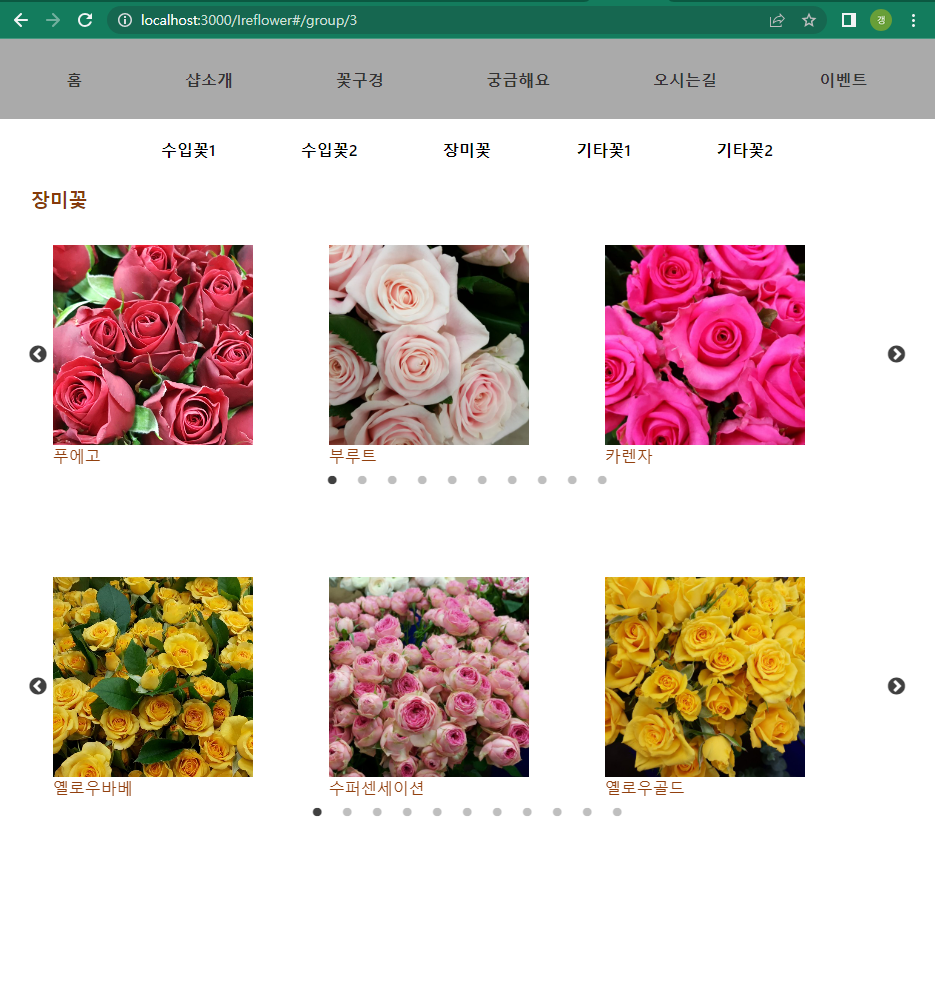 localhost:3000/Ireflower#/group/3
갱
홈 샵소개 꽃구경 궁금해요 오시는길 이벤트
수입꽃1 수입꽃2 장미꽃 기타꽃1 기타꽃2
장미꽃
푸에고 부루트 카렌자
옐로우바베 수퍼센세이션 옐로우골드